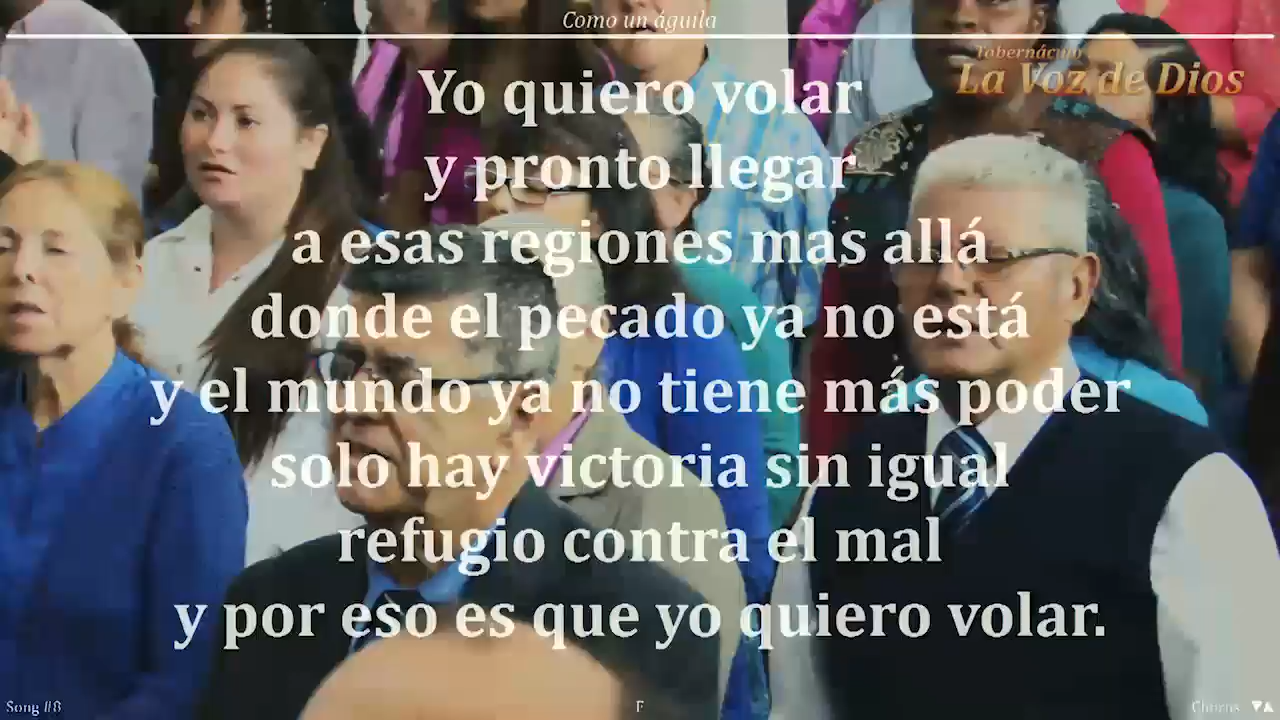 Como un águila
Tabernáculo
La Voz de Dios
Yo quiero volar
y pronto llegar
a esas regiones mas allá
donde el pecado ya no está
y el mundo ya no tiene más poder
solo hay victoria sin igual
refugio contra el mal
y por eso es que yo quiero volar.
Song #8
F
Chorus ▼▲